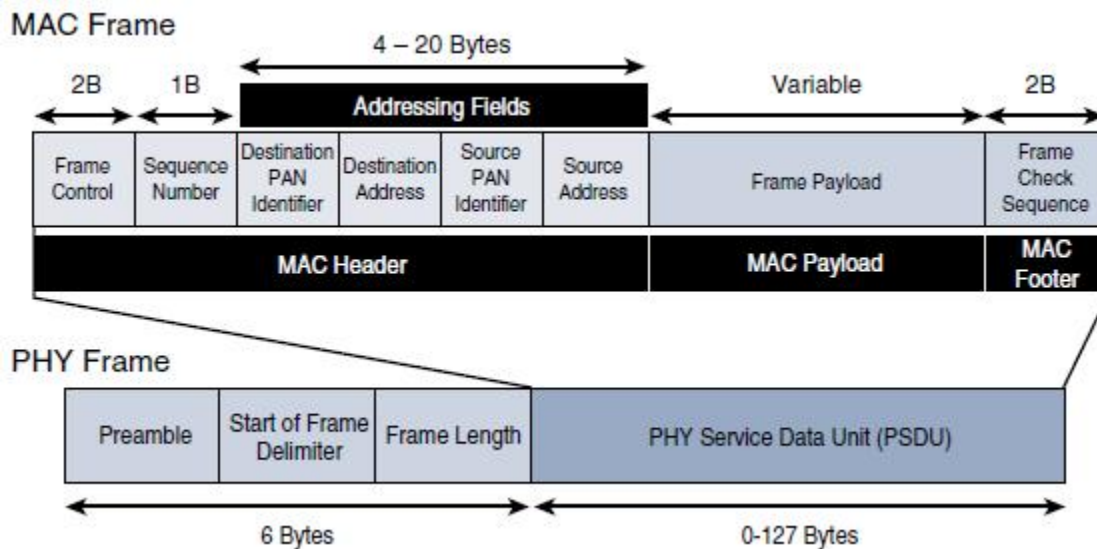 MAC Frame
4 – 20 Bytes
2B
1B
Variable
2B
Addressing Fields
Frame
Control
Sequence
Number
Destination
PAN
Identifier
Destination
Address
Source
PAN
Identifier
Source
Address
Frame Payload
Frame
Check
Sequence
MAC Header
MAC Payload
MAC
Footer
PHY Frame
Preamble
Start of Frame
Delimiter
Frame Length
PHY Service Data Unit (PSDU)
6 Bytes
0-127 Bytes